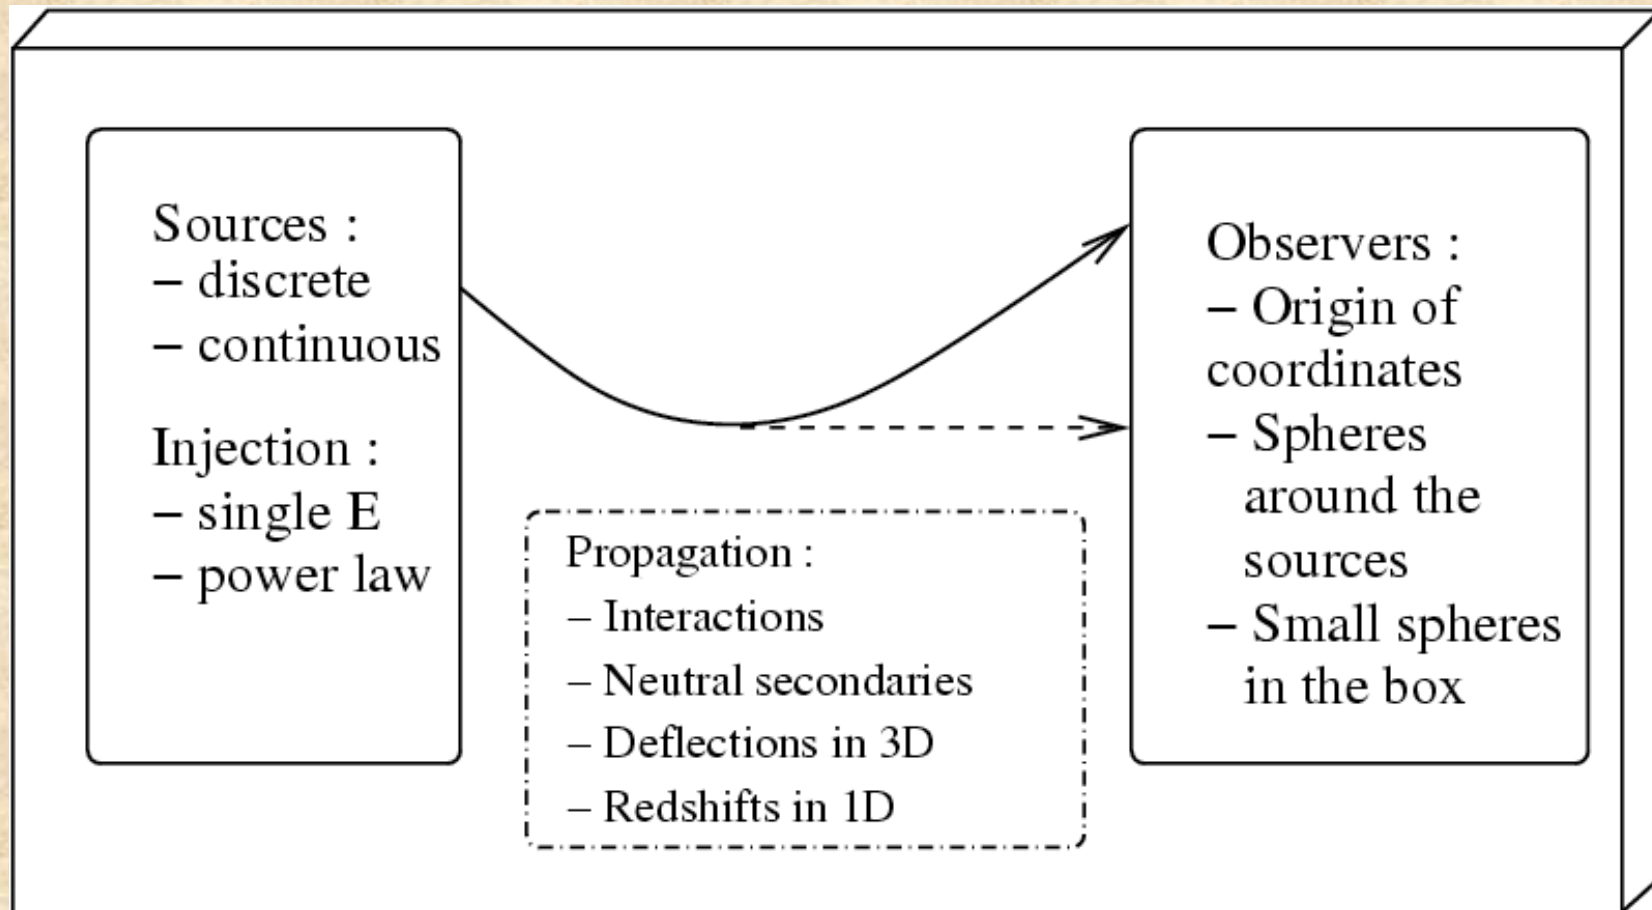 Sources :
– discrete
– continuous
Injection :
– single E
– power law
Propagation :
– Interactions
– Neutral secondaries
– Deflections in 3D
– Redshifts in 1D
Observers :
– Origin of
coordinates
– Spheres
around the
sources
– Small spheres
in the box